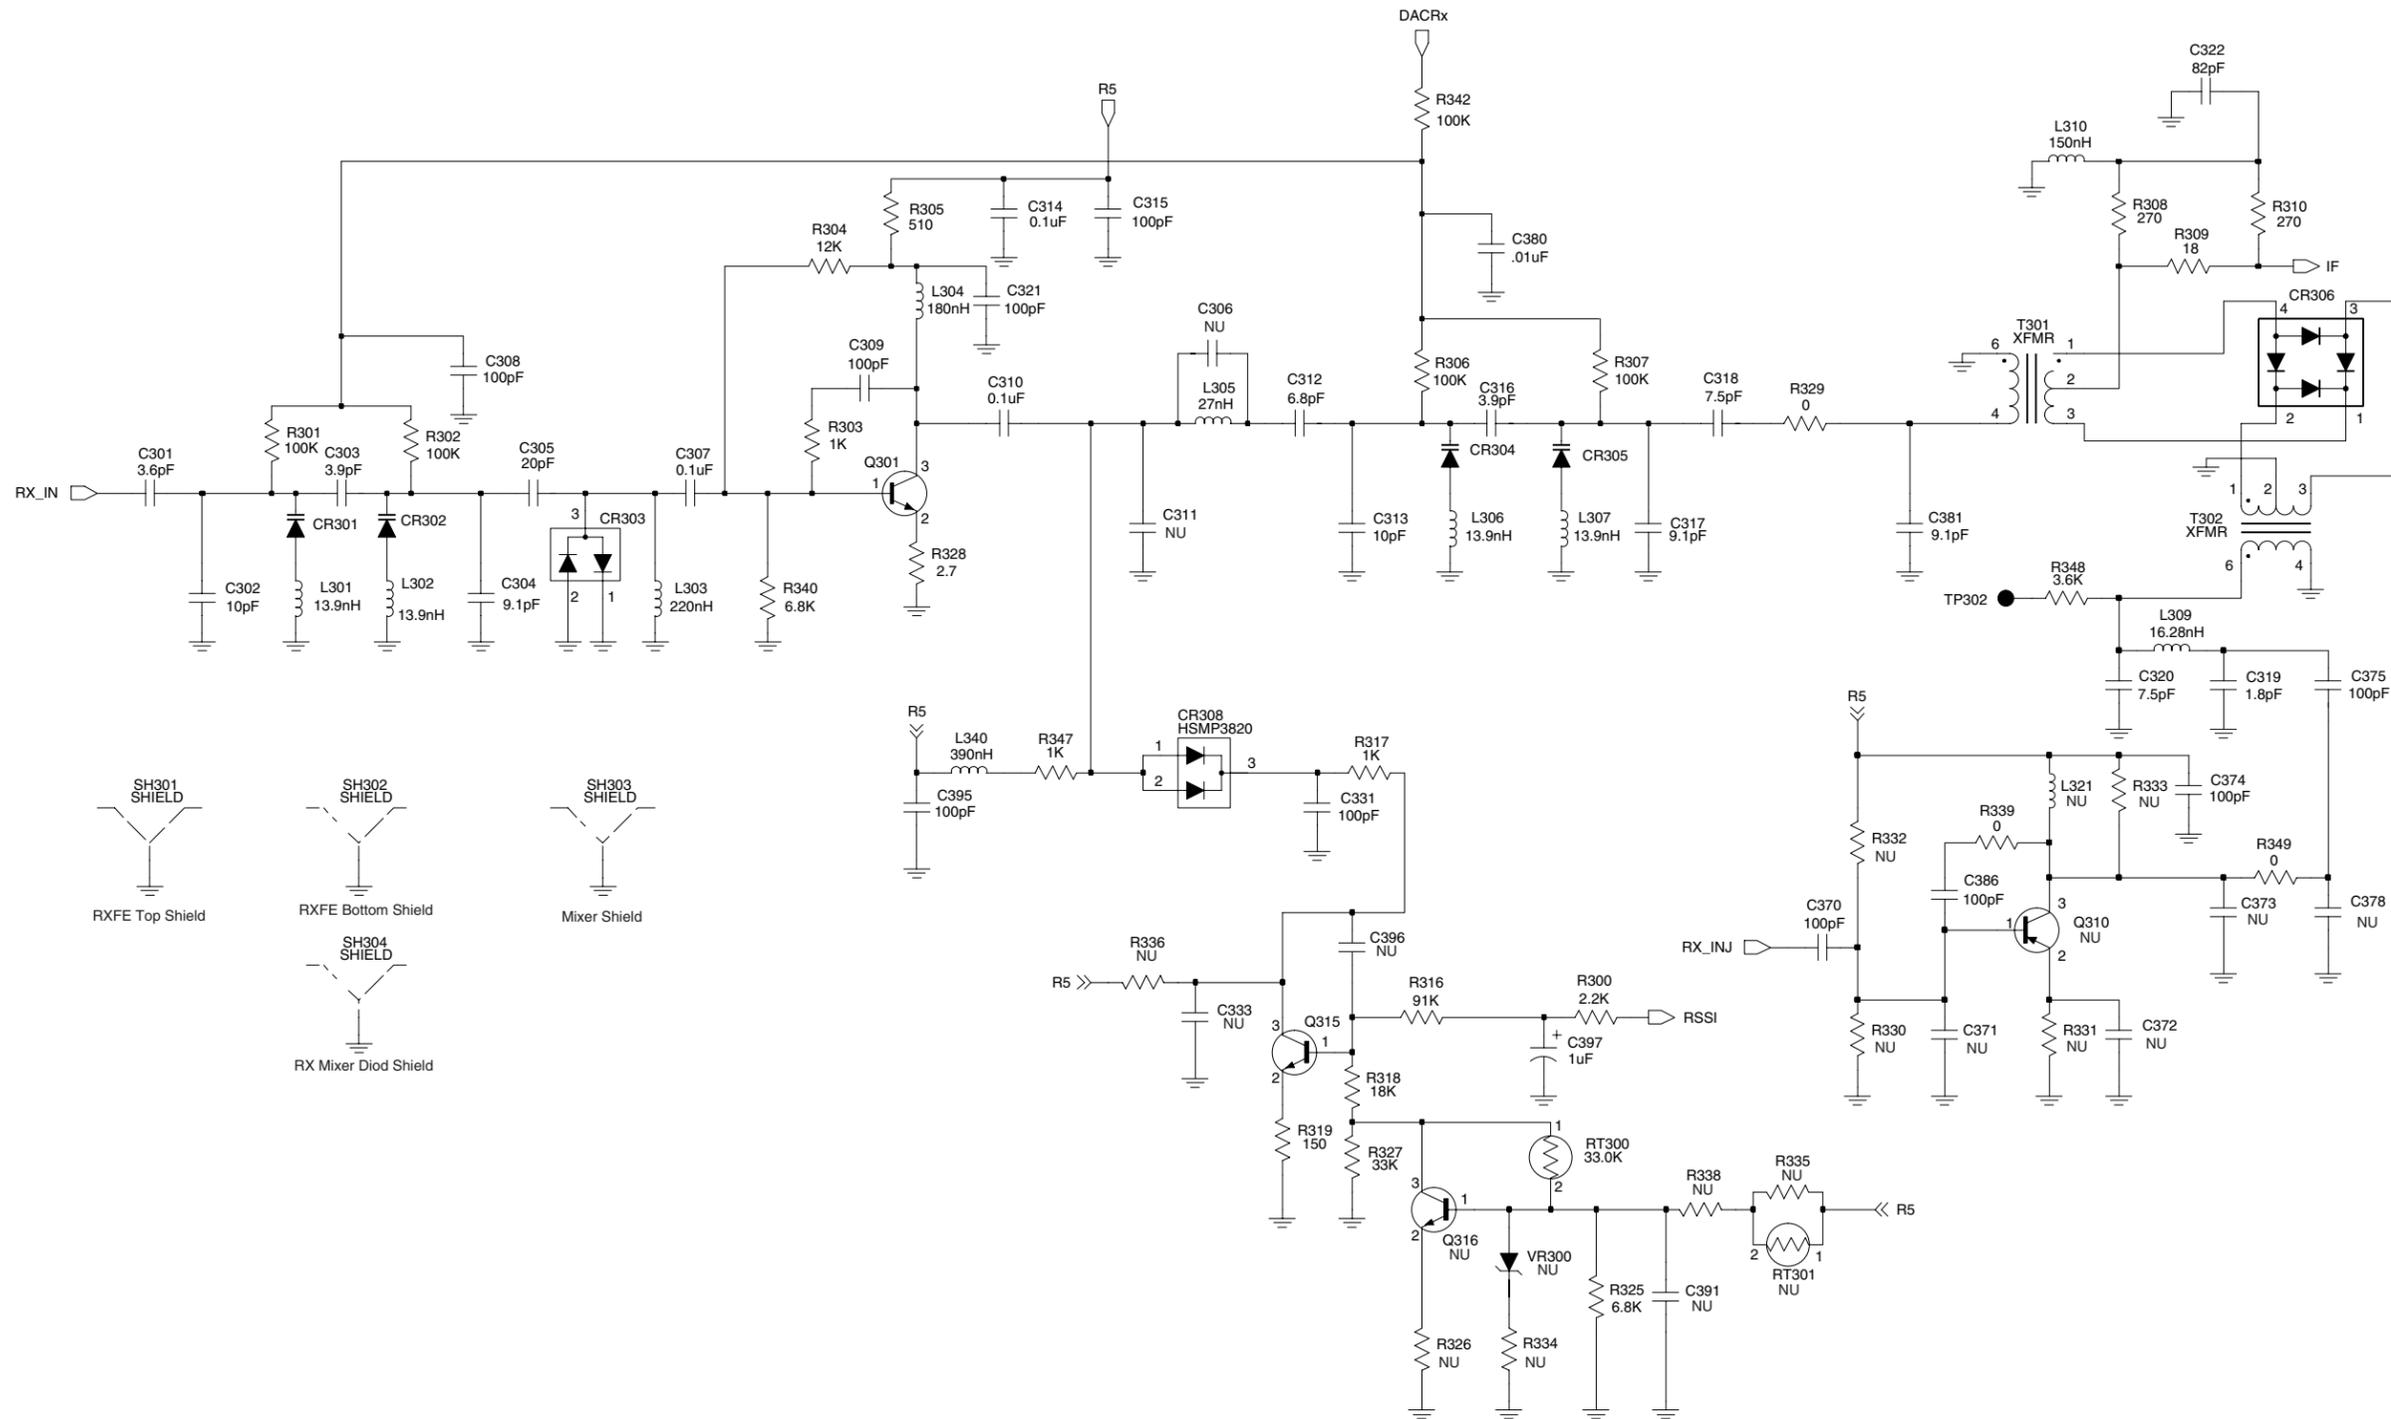 DACRx
R5
R342
100K
C322
82pF
L310
150nH
R308
270
R310
270
R309
18
IF
R305
510
C314
0.1uF
C315
100pF
R304
12K
C380
.01uF
L304
180nH
C321
100pF
C306
NU
CR306
4
3
2
1
T301
XFMR
6
1
2
4
3
C308
100pF
C309
100pF
C310
0.1uF
L305
27nH
C312
6.8pF
R306
100K
C316
3.9pF
R307
100K
C318
7.5pF
R329
0
R301
100K
R302
100K
R303
1K
C301
3.6pF
C303
3.9pF
C305
20pF
C307
0.1uF
Q301
3
1
2
RX_IN
CR301
CR302
3
CR303
2
1
CR304
CR305
C311
NU
C313
10pF
L306
13.9nH
L307
13.9nH
C317
9.1pF
C381
9.1pF
1
2
3
T302
XFMR
6
4
C302
10pF
L301
13.9nH
L302
13.9nH
C304
9.1pF
L303
220nH
R340
6.8K
R328
2.7
TP302
R348
3.6K
L309
16.28nH
C320
7.5pF
C319
1.8pF
C375
100pF
R5
L340
390nH
R347
1K
CR308
HSMP3820
1
2
3
R317
1K
C395
100pF
C331
100pF
R5
L321
NU
R333
NU
C374
100pF
R332
NU
R339
0
R349
0
C386
100pF
C370
100pF
RX_INJ
3
1
2
Q310
NU
C373
NU
C378
NU
SH301
SHIELD
RXFE Top Shield
SH302
SHIELD
RXFE Bottom Shield
SH303
SHIELD
Mixer Shield
SH304
SHIELD
RX Mixer Diod Shield
R336
NU
R5
C396
NU
C333
NU
R316
91K
R300
2.2K
RSSI
+
C397
1uF
Q315
3
1
2
R330
NU
C371
NU
R331
NU
C372
NU
R318
18K
R319
150
R327
33K
1
RT300
33.0K
2
3
1
2
Q316
NU
R338
NU
R335
NU
R5
2
1
RT301
NU
VR300
NU
R325
6.8K
C391
NU
R326
NU
R334
NU